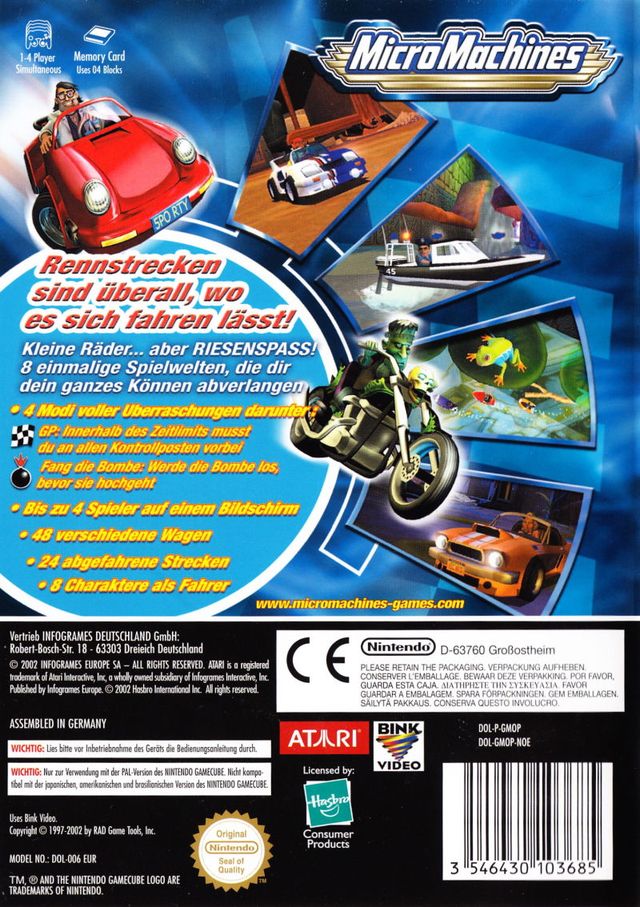 1-4 Player
Simultaneous
Memory Card
Uses 04 Blocks
MicroMachines
SPO RTY
45
Rennstrecken
sind überall, wo
es sich fahren lässt!
Kleine Räder... aber RIESENSPASS!
8 einmalige Spielwelten, die dir
dein ganzes Können abverlangen
• 4 Modi voller Überraschungen darunter:
GP: Innerhalb des Zeitlimits musst
du an allen Kontrollposten vorbei
Fang die Bombe: Werde die Bombe los,
bevor sie hochgeht
• Bis zu 4 Spieler auf einem Bildschirm
• 48 verschiedene Wagen
• 24 abgefahrene Strecken
• 8 Charaktere als Fahrer
www.micromachines-games.com
Vertrieb INFOGRAMES DEUTSCHLAND GmbH:
Robert-Bosch-Str. 18 - 63303 Dreieich Deutschland
© 2002 INFOGRAMES EUROPE SA – ALL RIGHTS RESERVED. ATARI is a registered
trademark of Atari Interactive, Inc., a wholly owned subsidiary of Infogrames Interactive, Inc.
Published by Infogrames Europe. © 2002 Hasbro International Inc. All rights reserved.
ASSEMBLED IN GERMANY
WICHTIG: Lies bitte vor Inbetriebnahme des Geräts die Bedienungsanleitung durch.
WICHTIG: Nur zur Verwendung mit der PAL-Version des NINTENDO GAMECUBE. Nicht kompa-
tibel mit der japanischen, amerikanischen und brasilianischen Version des NINTENDO GAMECUBE.
Uses Bink Video.
Copyright © 1997-2002 by RAD Game Tools, Inc.
MODEL NO.: DOL-006 EUR
TM, ® AND THE NINTENDO GAMECUBE LOGO ARE
TRADEMARKS OF NINTENDO.
Original
Nintendo
Seal of
Quality
TM
CE
Nintendo D-63760 Großostheim
PLEASE RETAIN THE PACKAGING. VERPACKUNG AUFHEBEN.
CONSERVER L'EMBALLAGE. BEWAAR DEZE VERPAKKING. POR FAVOR,
GUARDA ESTA CAJA. ΔΙΑΤΗΡΗΣΤΕ ΤΗΝ ΣΥΣΚΕΥΑΣΙΑ. FAVOR
GUARDAR A EMBALAGEM. SPARA FÖRPACKNINGEN. GEM EMBALLAGEN.
SÄILYTÄ PAKKAUS. CONSERVA QUESTO INVOLUCRO.
ATARI
BINK
VIDEO
DOL-P-GMOP
DOL-GMOP-NOE
Licensed by:
Hasbro
Consumer
Products
3 546430 103685